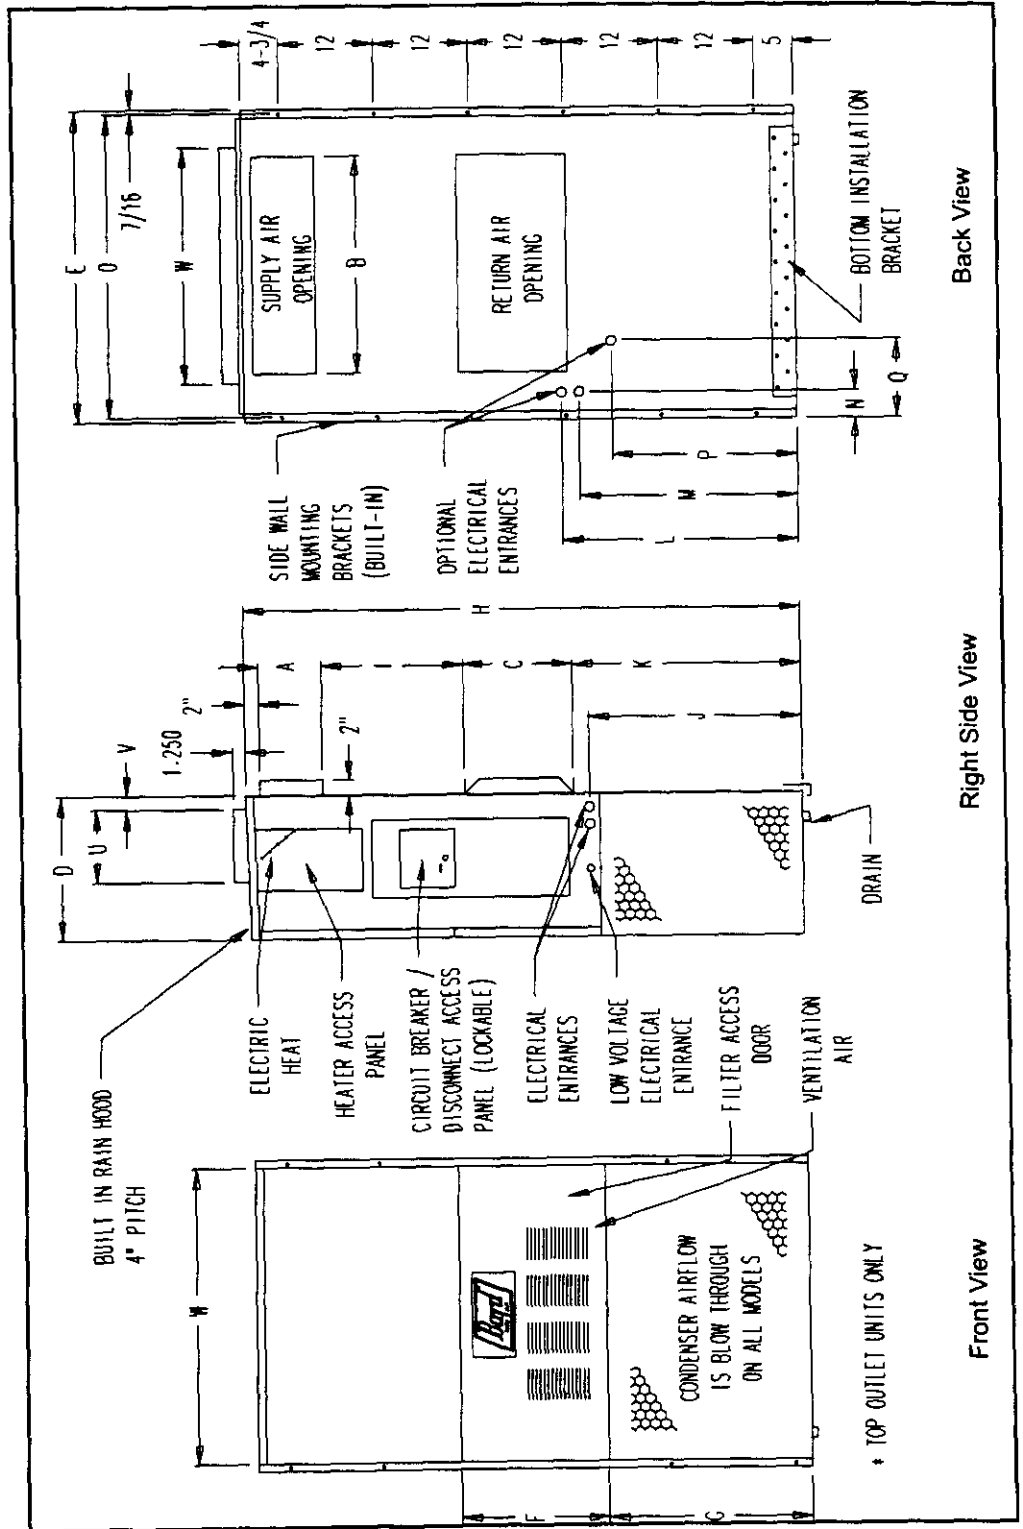 BUILT IN RAIN HOOD
4" PITCH
W
F
G
Bard
CONDENSER AIRFLOW
IS BLOW THROUGH
ON ALL MODELS
* TOP OUTLET UNITS ONLY
Front View
ELECTRIC
HEAT
HEATER ACCESS
PANEL
CIRCUIT BREAKER /
DISCONNECT ACCESS
PANEL (LOCKABLE)
ELECTRICAL
ENTRANCES
LOW VOLTAGE
ELECTRICAL
ENTRANCE
FILTER ACCESS
DOOR
VENTILATION
AIR
D
U
V
1.250
2"
A
I
2"
C
K
J
H
DRAIN
Right Side View
SIDE WALL
MOUNTING
BRACKETS
(BUILT-IN)
OPTIONAL
ELECTRICAL
ENTRANCES
E
O
W
7/16
SUPPLY AIR
OPENING
B
RETURN AIR
OPENING
4-3/4
12
12
12
12
12
5
L
M
P
N
Q
BOTTOM INSTALLATION
BRACKET
Back View